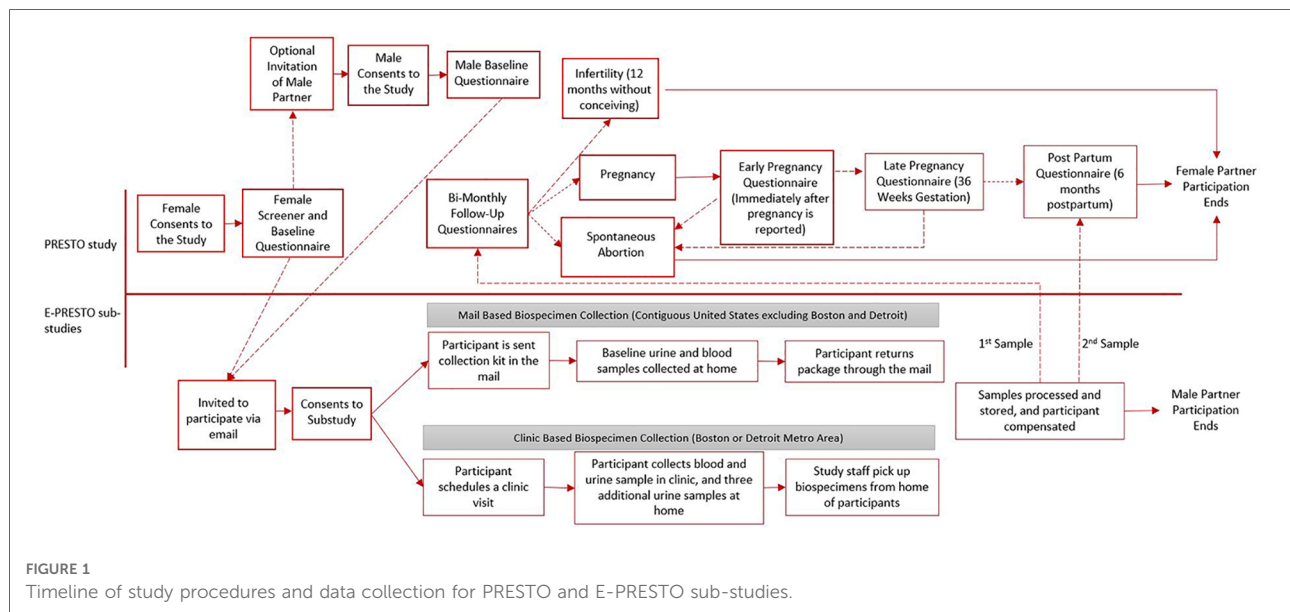 Optional
Invitation
of Male
Partner
Male
Consents to
the Study
Male Baseline
Questionnaire
Infertility (12
months without
conceiving)
PRESTO study
Female
Consents to
the Study
Female
Screener and
Baseline
Questionnaire
Bi-Monthly
Follow-Up
Questionnaires
Pregnancy
Spontaneous
Abortion
Early Pregnancy
Questionnaire
(Immediately after
pregnancy is
reported)
Late Pregnancy
Questionnaire (36
Weeks Gestation)
Post Partum
Questionnaire (6
months
postpartum)
Female Partner
Participation
Ends
E-PRESTO sub-
studies
Mail Based Biospecimen Collection (Contiguous United States excluding Boston and Detroit)
Participant is sent
collection kit in the
mail
Baseline urine and blood
samples collected at home
Participant returns
package through the mail
1st Sample
2nd Sample
Invited to
participate via
email
Consents to
Substudy
Samples processed and
stored, and participant
compensated
Male Partner
Participation
Ends
Clinic Based Biospecimen Collection (Boston or Detroit Metro Area)
Participant
schedules a clinic
visit
Participant collects blood and
urine sample in clinic, and three
additional urine samples at
home
Study staff pick up
biospecimens from home
of participants
FIGURE 1
Timeline of study procedures and data collection for PRESTO and E-PRESTO sub-studies.